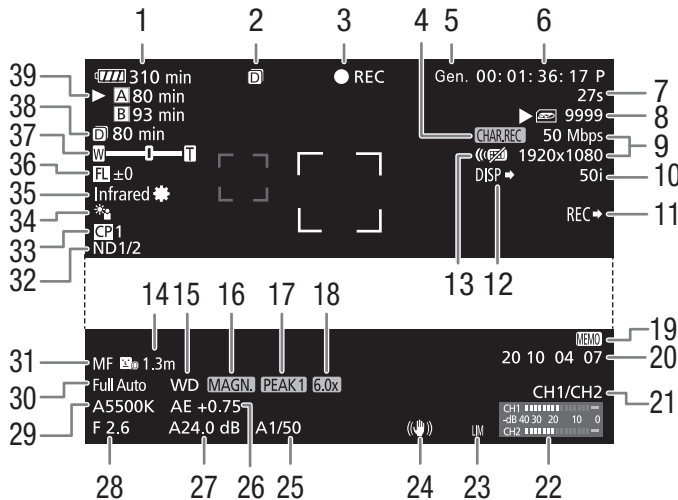 1 2 3 4 5 6
310 min D REC Gen. 00: 01: 36: 17 P
39 A 80 min 27s 7
B 93 min 9999 8
38 D 80 min CHAR.REC 50 Mbps 9
37 W T 1920x1080
36 FL ±0 DISP 50i 10
35 Infrared
34 REC 11
33 CP 1
32 ND1/2
13 12
14 15 16 17 18
MEMO 19
31 MF 1.3m 20 10 04 07 20
30 Full Auto WD MAGN. PEAK1 6.0x
CH1/CH2 21
29 A5500K AE +0.75 CH1
-dB 40 30 20 10 0
F 2.6 A24.0 dB A1/50 LIM CH2
28 27 26 25 24 23 22